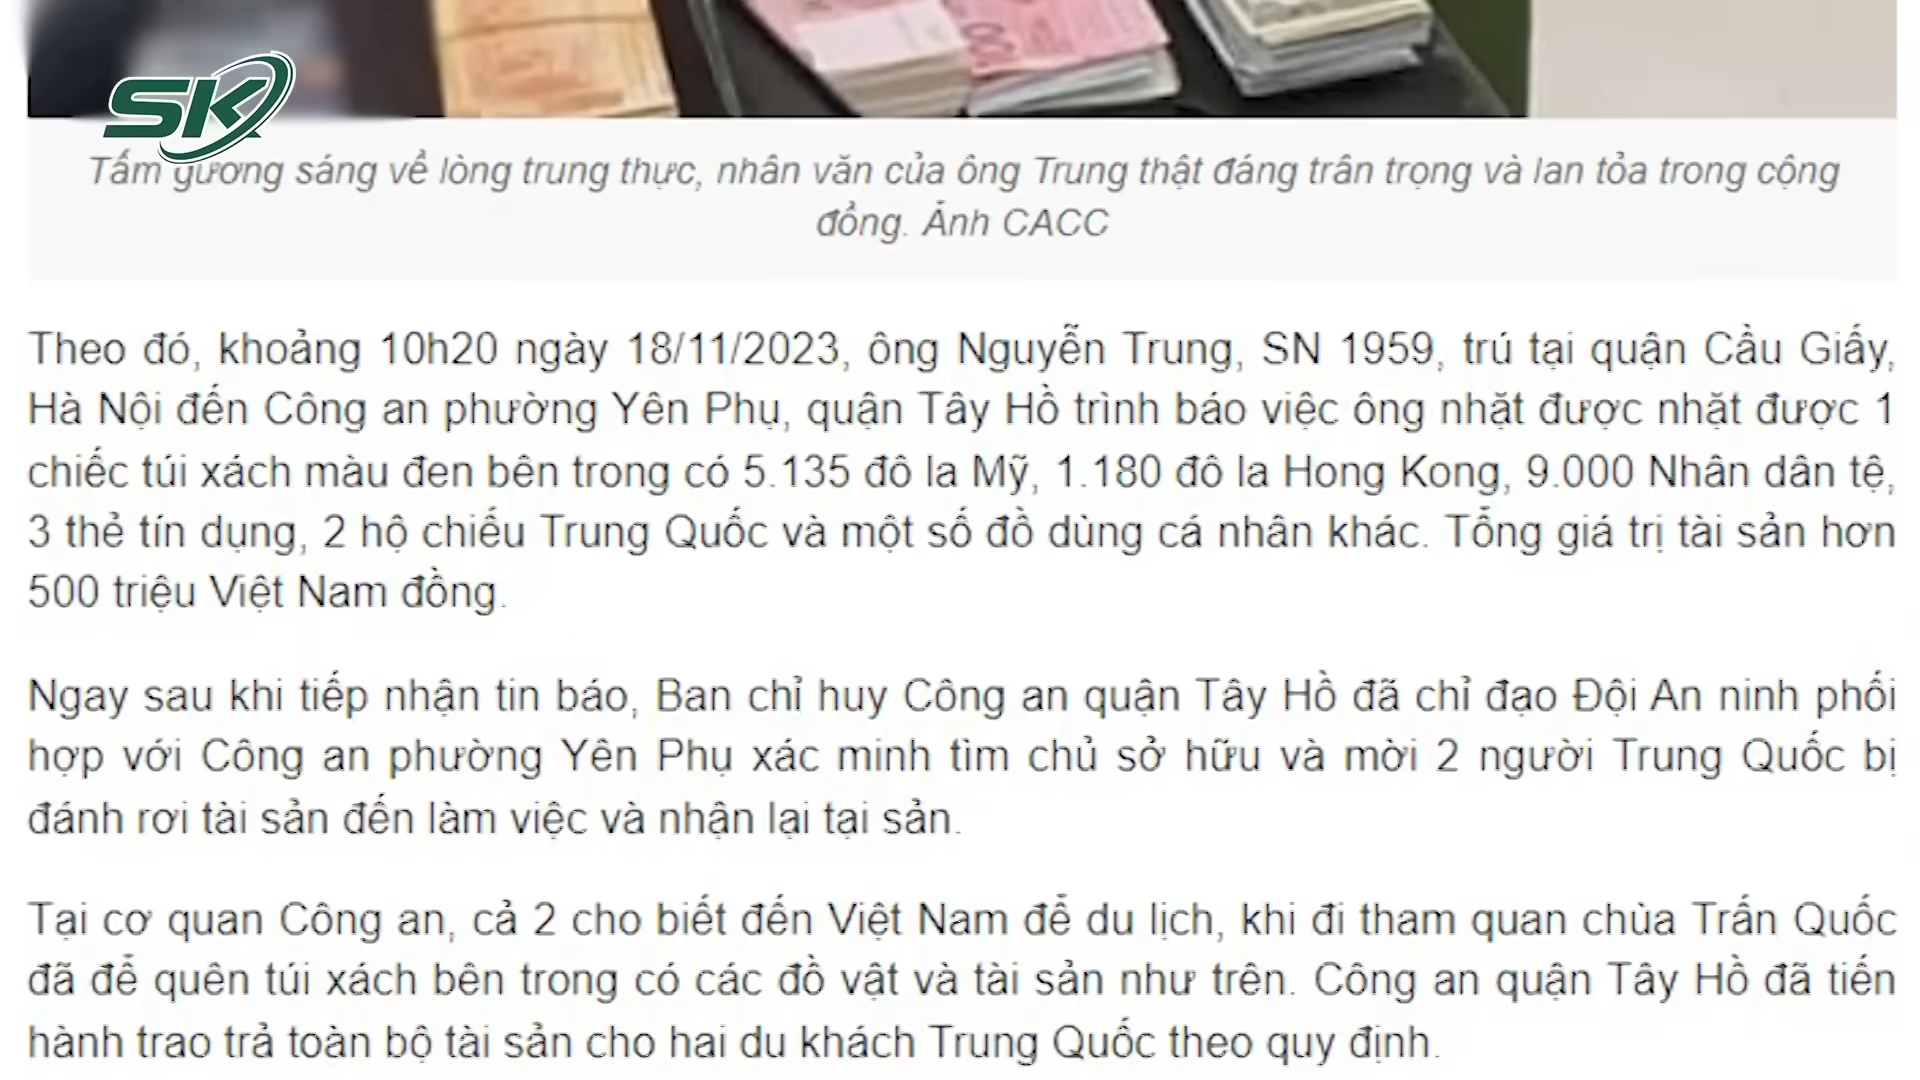 SK
Tấm gương sáng về lòng trung thực, nhân văn của ông Trung thật đáng trân trọng và lan tỏa trong cộng
đồng. Ảnh CACC
Theo đó, khoảng 10h20 ngày 18/11/2023, ông Nguyễn Trung, SN 1959, trú tại quận Cầu Giấy,
Hà Nội đến Công an phường Yên Phụ, quận Tây Hồ trình báo việc ông nhặt được nhặt được 1
chiếc túi xách màu đen bên trong có 5.135 đô la Mỹ, 1.180 đô la Hong Kong, 9.000 Nhân dân tệ,
3 thẻ tín dụng, 2 hộ chiếu Trung Quốc và một số đồ dùng cá nhân khác. Tổng giá trị tài sản hơn
500 triệu Việt Nam đồng.
Ngay sau khi tiếp nhận tin báo, Ban chỉ huy Công an quận Tây Hồ đã chỉ đạo Đội An ninh phối
hợp với Công an phường Yên Phụ xác minh tìm chủ sở hữu và mời 2 người Trung Quốc bị
đánh rơi tài sản đến làm việc và nhận lại tại sản.
Tại cơ quan Công an, cả 2 cho biết đến Việt Nam để du lịch, khi đi tham quan chùa Trấn Quốc
đã để quên túi xách bên trong có các đồ vật và tài sản như trên. Công an quận Tây Hồ đã tiến
hành trao trả toàn bộ tài sản cho hai du khách Trung Quốc theo quy định.